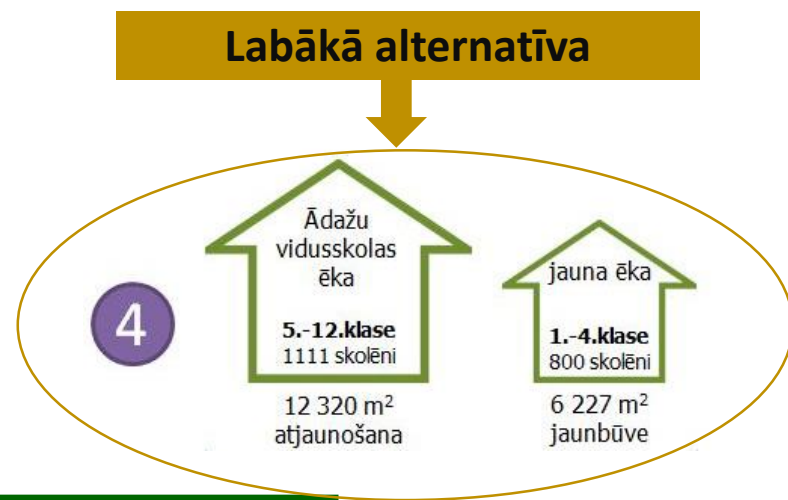 Labākā alternatīva
4
Ādažu
vidusskolas
ēka
5.-12.klase
1111 skolēni
12 320 m²
atjaunošana
jauna ēka
1.-4.klase
800 skolēni
6 227 m²
jaunbūve